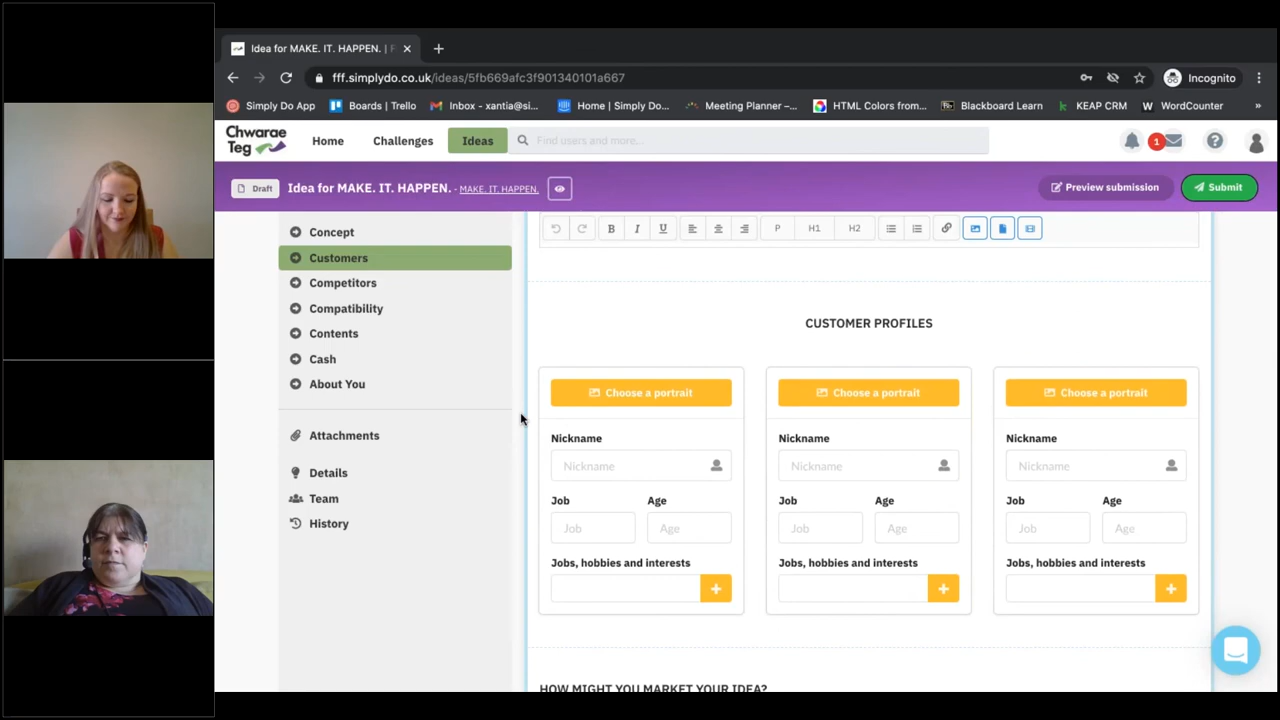 Idea for MAKE. IT. HAPPEN. |
fff.simplydo.co.uk/ideas/5fb669afc3f901340101a667
Incognito
Simply Do App
Boards | Trello
Inbox - xantia@si...
Home | Simply Do...
Meeting Planner –...
HTML Colors from...
Blackboard Learn
KEAP CRM
WordCounter
»
Chwarae Teg
Home
Challenges
Ideas
Find users and more...
1
Draft
Idea for MAKE. IT. HAPPEN. - MAKE. IT. HAPPEN.
Preview submission
Submit
Concept
Customers
Competitors
Compatibility
Contents
Cash
About You
Attachments
Details
Team
History
B I U P H1 H2
CUSTOMER PROFILES
Choose a portrait
Nickname
Nickname
Job Age
Job Age
Jobs, hobbies and interests
Choose a portrait
Nickname
Nickname
Job Age
Job Age
Jobs, hobbies and interests
Choose a portrait
Nickname
Nickname
Job Age
Job Age
Jobs, hobbies and interests
HOW MIGHT YOU MARKET YOUR IDEA?